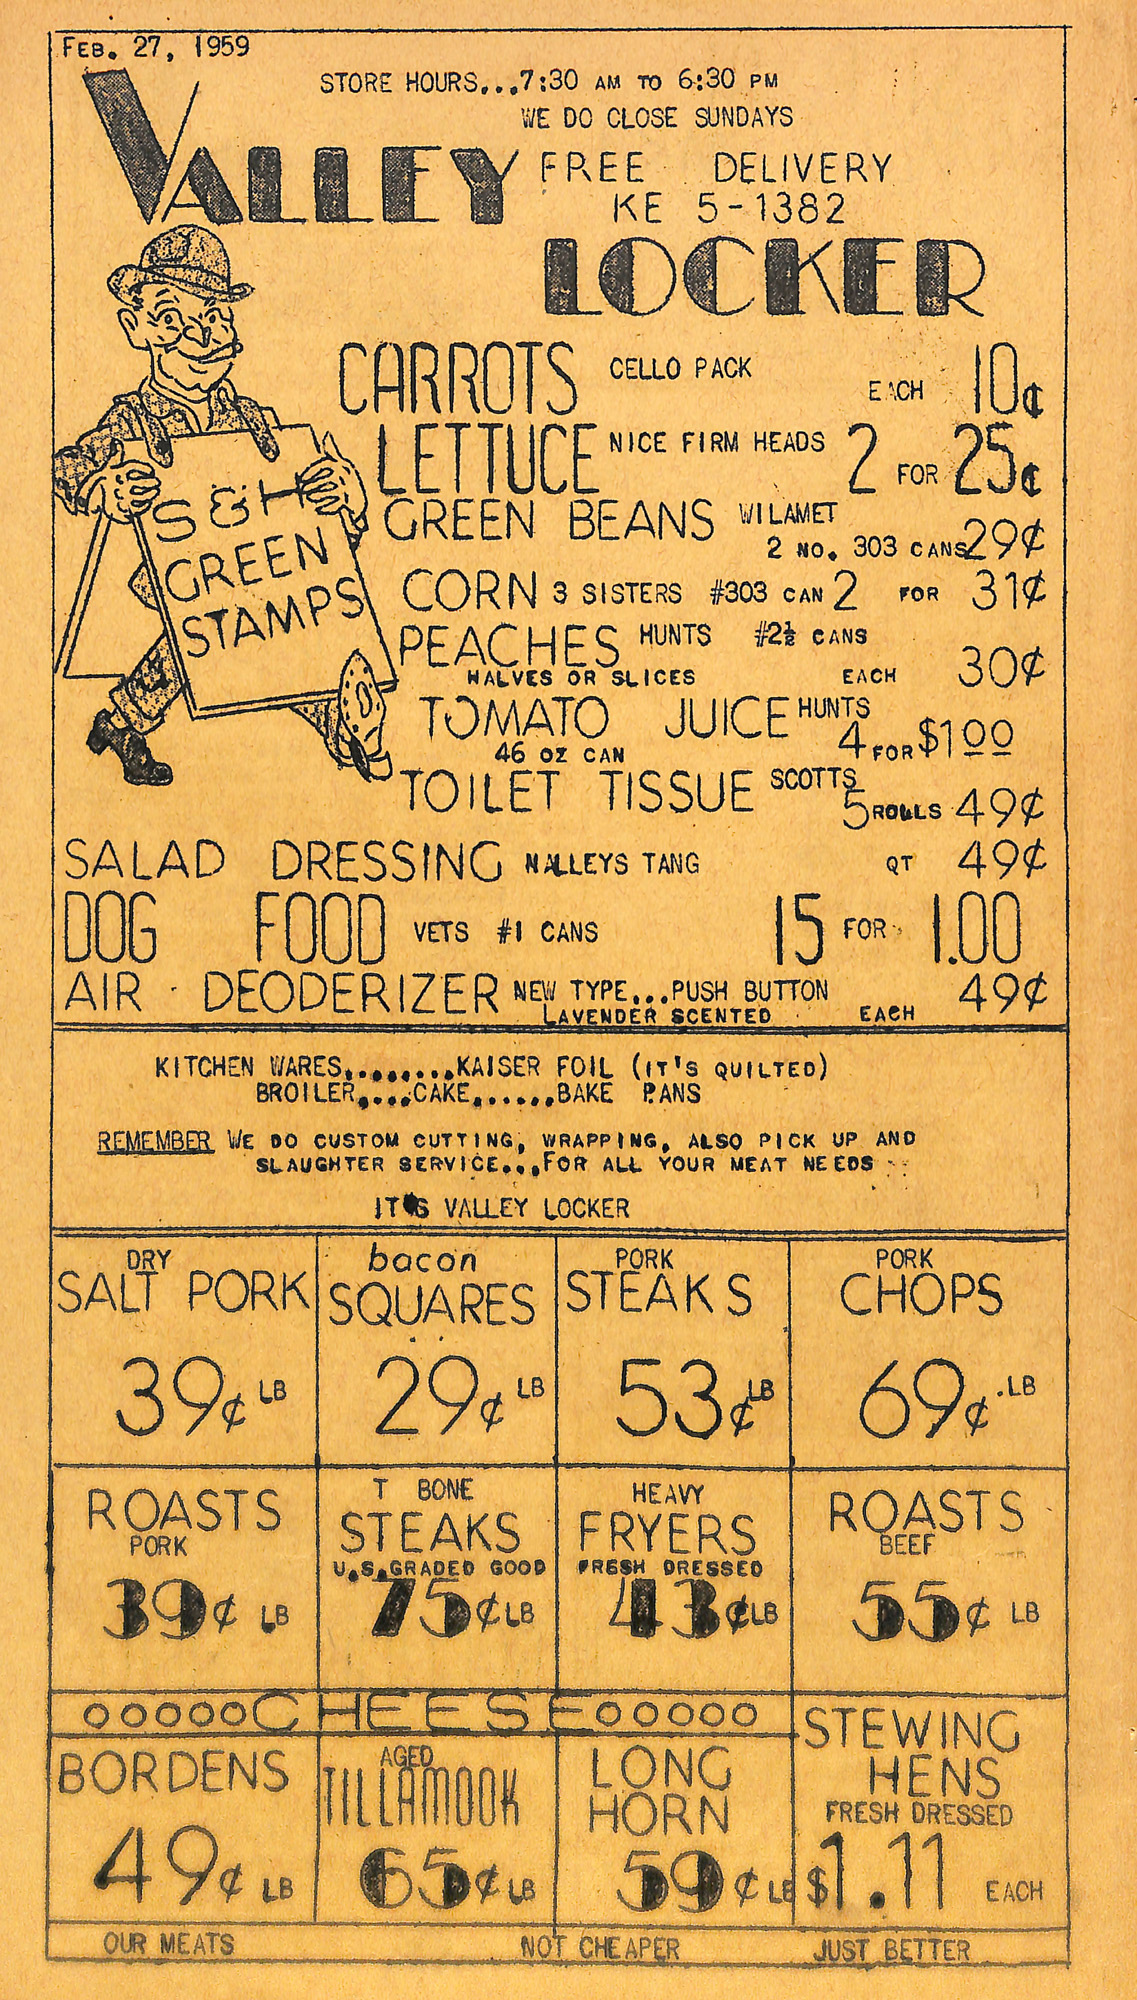 FEB. 27, 1959
STORE HOURS...7:30 AM TO 6:30 PM
WE DO CLOSE SUNDAYS
VALLEY FREE DELIVERY
KE 5-1382
LOCKER
S & H
GREEN
STAMPS
CARROTS CELLO PACK EACH 10¢
LETTUCE NICE FIRM HEADS 2 FOR 25¢
GREEN BEANS WILAMET
2 NO. 303 CANS 29¢
CORN 3 SISTERS #303 CAN 2 FOR 31¢
PEACHES HUNTS #2½ CANS
HALVES OR SLICES EACH 30¢
TOMATO JUICE HUNTS
46 OZ CAN 4 FOR $100
TOILET TISSUE SCOTTS
5 ROLLS 49¢
SALAD DRESSING NALLEYS TANG QT 49¢
DOG FOOD VETS #1 CANS 15 FOR 1.00
AIR DEODERIZER NEW TYPE...PUSH BUTTON 49¢
LAVENDER SCENTED EACH
KITCHEN WARES.........KAISER FOIL (IT'S QUILTED)
BROILER....CAKE......BAKE PANS
REMEMBER WE DO CUSTOM CUTTING, WRAPPING, ALSO PICK UP AND
SLAUGHTER SERVICE...FOR ALL YOUR MEAT NEEDS
IT'S VALLEY LOCKER
DRY
SALT PORK
39¢ LB
bacon
SQUARES
29¢ LB
PORK
STEAKS
53¢ LB
PORK
CHOPS
69¢ LB
ROASTS
PORK
39¢ LB
T BONE
STEAKS
U.S.GRADED GOOD
75¢ LB
HEAVY
FRYERS
FRESH DRESSED
43¢ LB
ROASTS
BEEF
55¢ LB
oooooCHEESEooooo
BORDENS
49¢ LB
AGED
TILLAMOOK
65¢ LB
LONG
HORN
59¢ LB
STEWING
HENS
FRESH DRESSED
$1.11 EACH
OUR MEATS NOT CHEAPER JUST BETTER